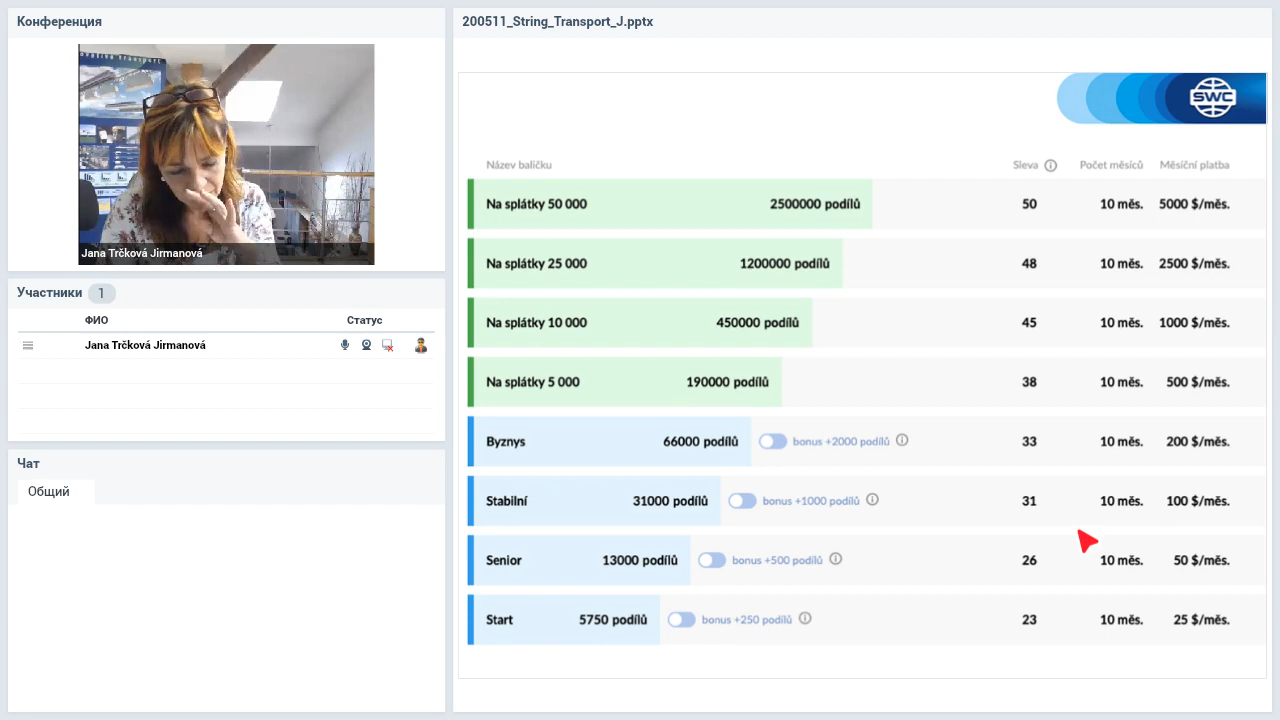 Конференция
Jana Trčková Jirmanová
Участники 1
ФИО Статус
Jana Trčková Jirmanová
Чат
Общий
200511_String_Transport_J.pptx
SWC
Název balíčku Sleva Počet měsíců Měsíční platba
Na splátky 50 000 2500000 podílů 50 10 měs. 5000 $/měs.
Na splátky 25 000 1200000 podílů 48 10 měs. 2500 $/měs.
Na splátky 10 000 450000 podílů 45 10 měs. 1000 $/měs.
Na splátky 5 000 190000 podílů 38 10 měs. 500 $/měs.
Byznys 66000 podílů bonus +2000 podílů 33 10 měs. 200 $/měs.
Stabilní 31000 podílů bonus +1000 podílů 31 10 měs. 100 $/měs.
Senior 13000 podílů bonus +500 podílů 26 10 měs. 50 $/měs.
Start 5750 podílů bonus +250 podílů 23 10 měs. 25 $/měs.